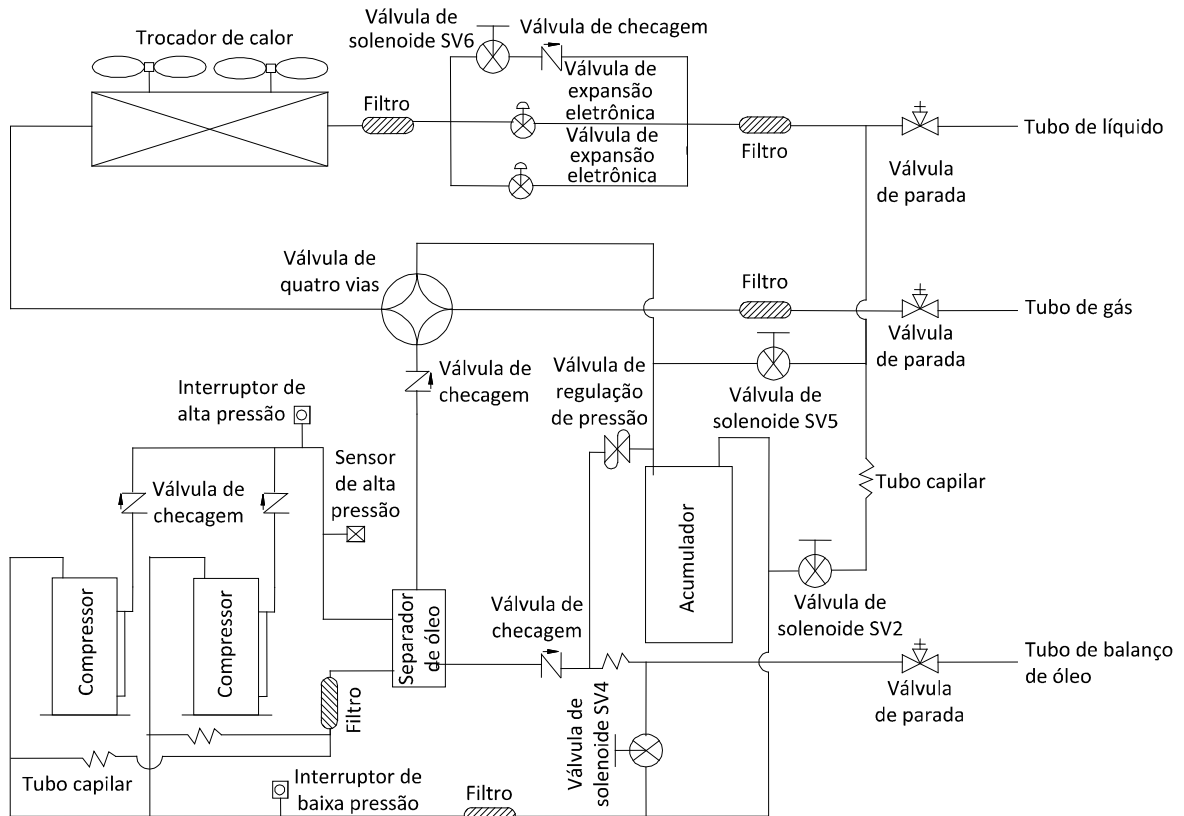 Trocador de calor
Válvula de
solenoide SV6
Válvula de checagem
Filtro
Válvula de
expansão
eletrônica
Válvula de
expansão
eletrônica
Filtro
Tubo de líquido
Válvula
de parada
Válvula de
quatro vias
Filtro
Tubo de gás
Válvula
de parada
Válvula de
checagem
Válvula de
regulação
de pressão
Válvula de
solenoide SV5
Interruptor de
alta pressão
Sensor
de alta
pressão
Válvula de
checagem
Tubo capilar
Acumulador
Compressor
Compressor
Separador
de óleo
Válvula de
checagem
Válvula de
solenoide SV2
Tubo de balanço
de óleo
Válvula
de parada
Filtro
Válvula de
solenoide SV4
Tubo capilar
Interruptor de
baixa pressão
Filtro